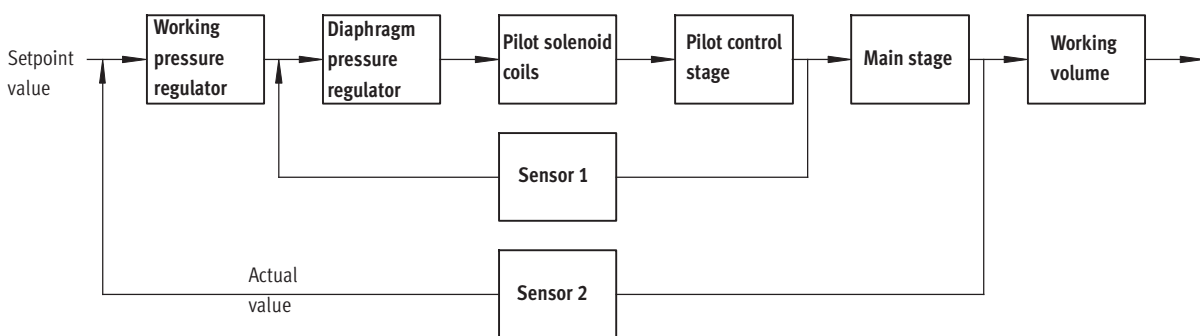 Setpoint
value
Working
pressure
regulator
Diaphragm
pressure
regulator
Pilot solenoid
coils
Pilot control
stage
Main stage
Working
volume
Sensor 1
Actual
value
Sensor 2